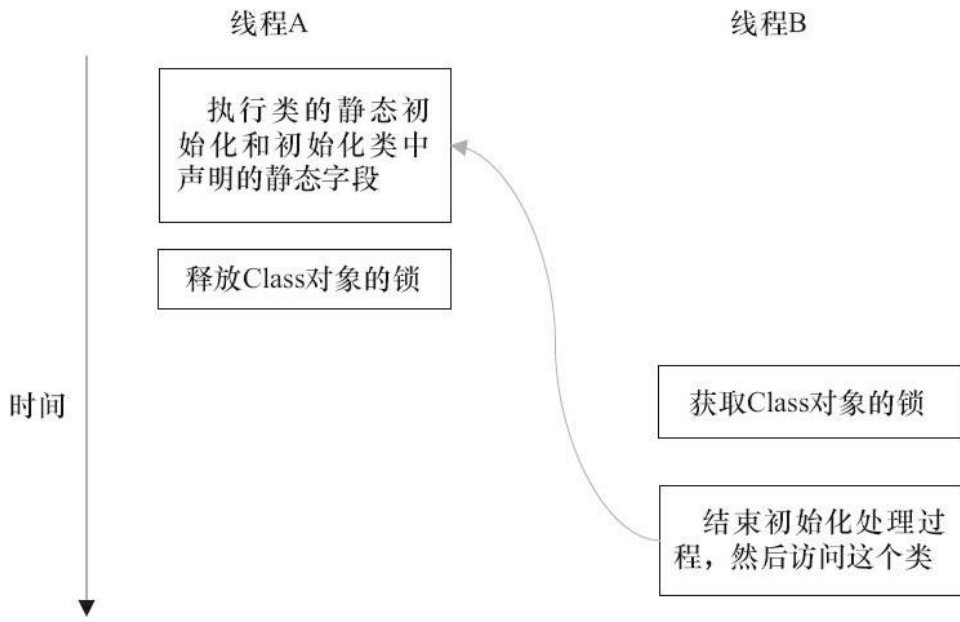 线程A
线程B
执行类的静态初
始化和初始化类中
声明的静态字段
释放Class对象的锁
时间
获取Class对象的锁
结束初始化处理过
程，然后访问这个类